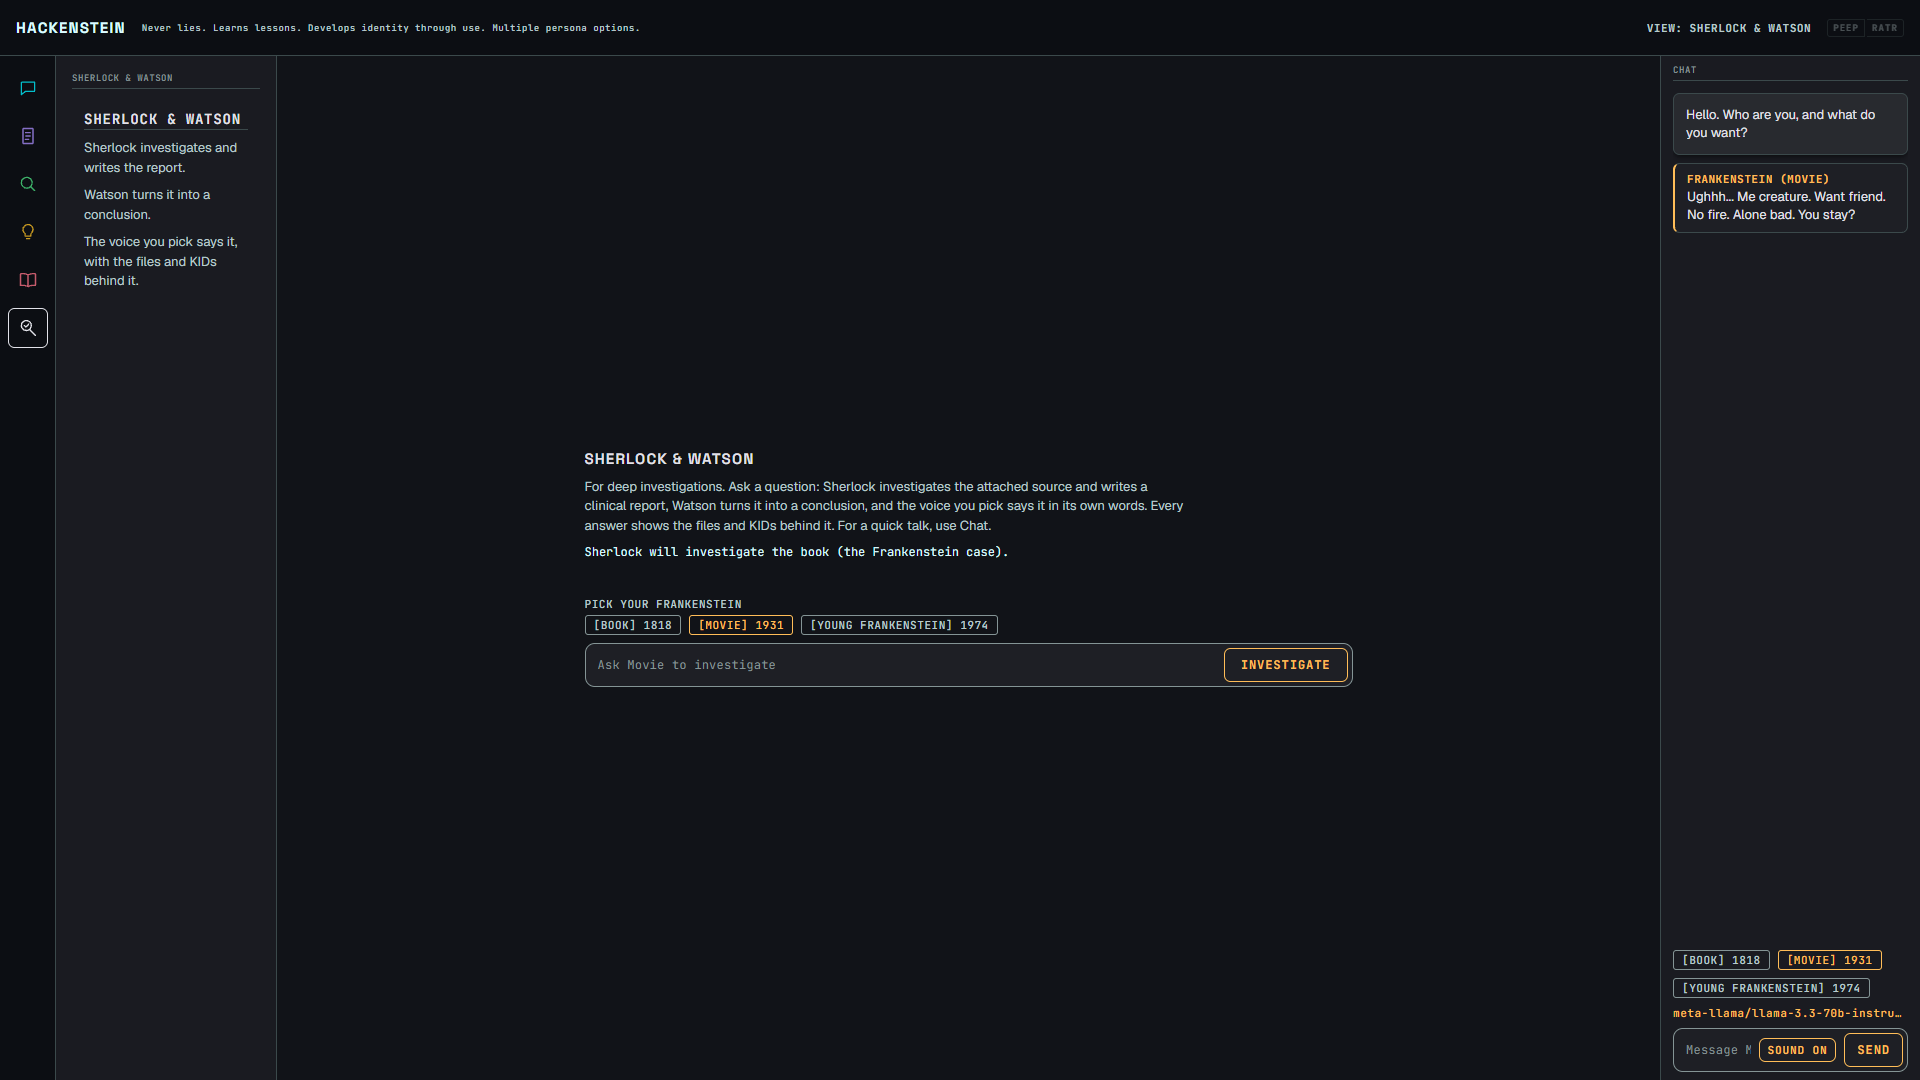 HACKENSTEIN
Never lies. Learns lessons. Develops identity through use. Multiple persona options.
VIEW: SHERLOCK & WATSON
PEEP
RATR
SHERLOCK & WATSON
SHERLOCK & WATSON
Sherlock investigates and
writes the report.
Watson turns it into a
conclusion.
The voice you pick says it,
with the files and KIDs
behind it.
SHERLOCK & WATSON
For deep investigations. Ask a question: Sherlock investigates the attached source and writes a
clinical report, Watson turns it into a conclusion, and the voice you pick says it in its own words. Every
answer shows the files and KIDs behind it. For a quick talk, use Chat.
Sherlock will investigate the book (the Frankenstein case).
PICK YOUR FRANKENSTEIN
[BOOK] 1818
[MOVIE] 1931
[YOUNG FRANKENSTEIN] 1974
Ask Movie to investigate
INVESTIGATE
CHAT
Hello. Who are you, and what do
you want?
FRANKENSTEIN (MOVIE)
Ughhh... Me creature. Want friend.
No fire. Alone bad. You stay?
[BOOK] 1818
[MOVIE] 1931
[YOUNG FRANKENSTEIN] 1974
meta-llama/llama-3.3-70b-instru…
Message M
SOUND ON
SEND